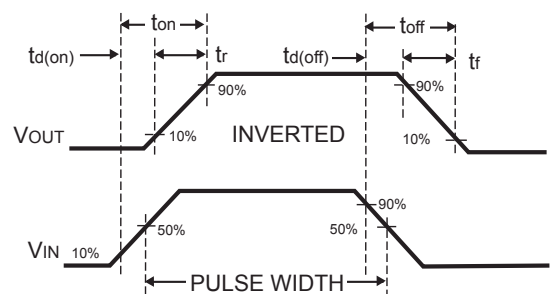 ton toff
td(on) tr td(off) tf
90% 90%
VOUT 10% INVERTED 10%
90%
50% 50%
VIN 10%
PULSE WIDTH